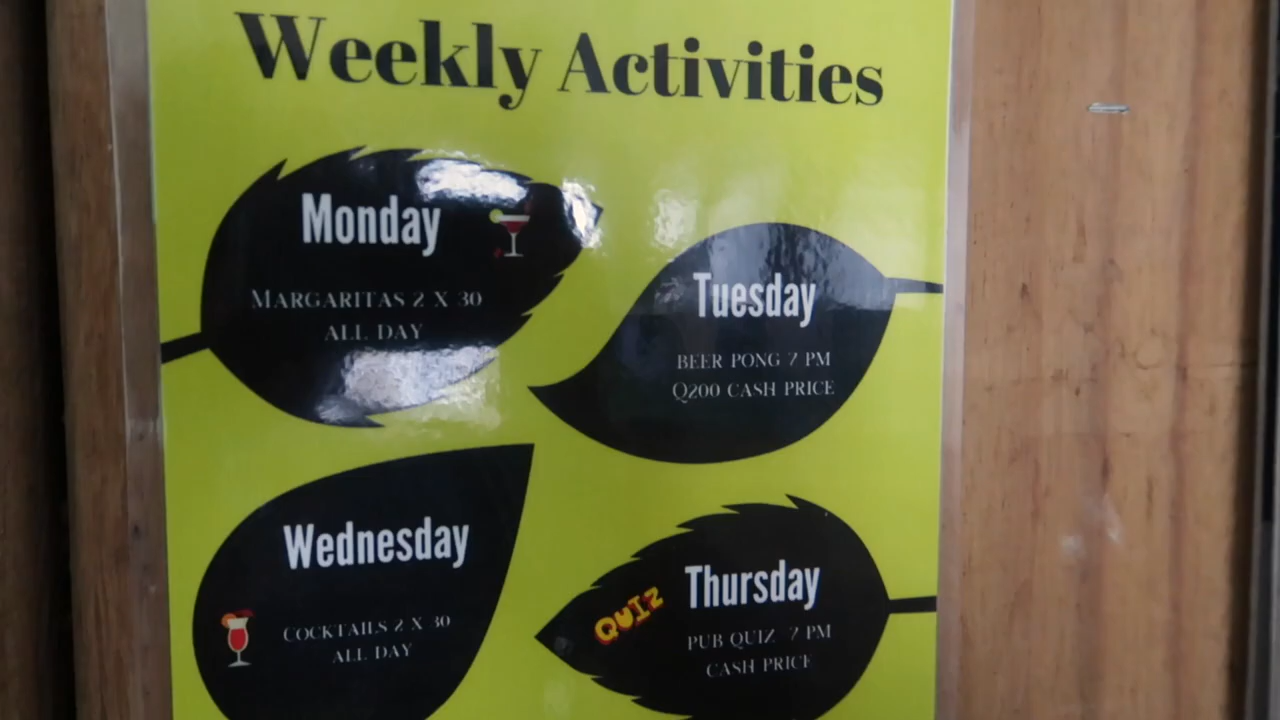 Weekly Activities
Monday
MARGARITAS 2 X 30
ALL DAY
Tuesday
BEER PONG 7 PM
Q200 CASH PRICE
Wednesday
COCKTAILS 2 X 30
ALL DAY
Thursday
QUIZ
PUB QUIZ 7 PM
CASH PRICE